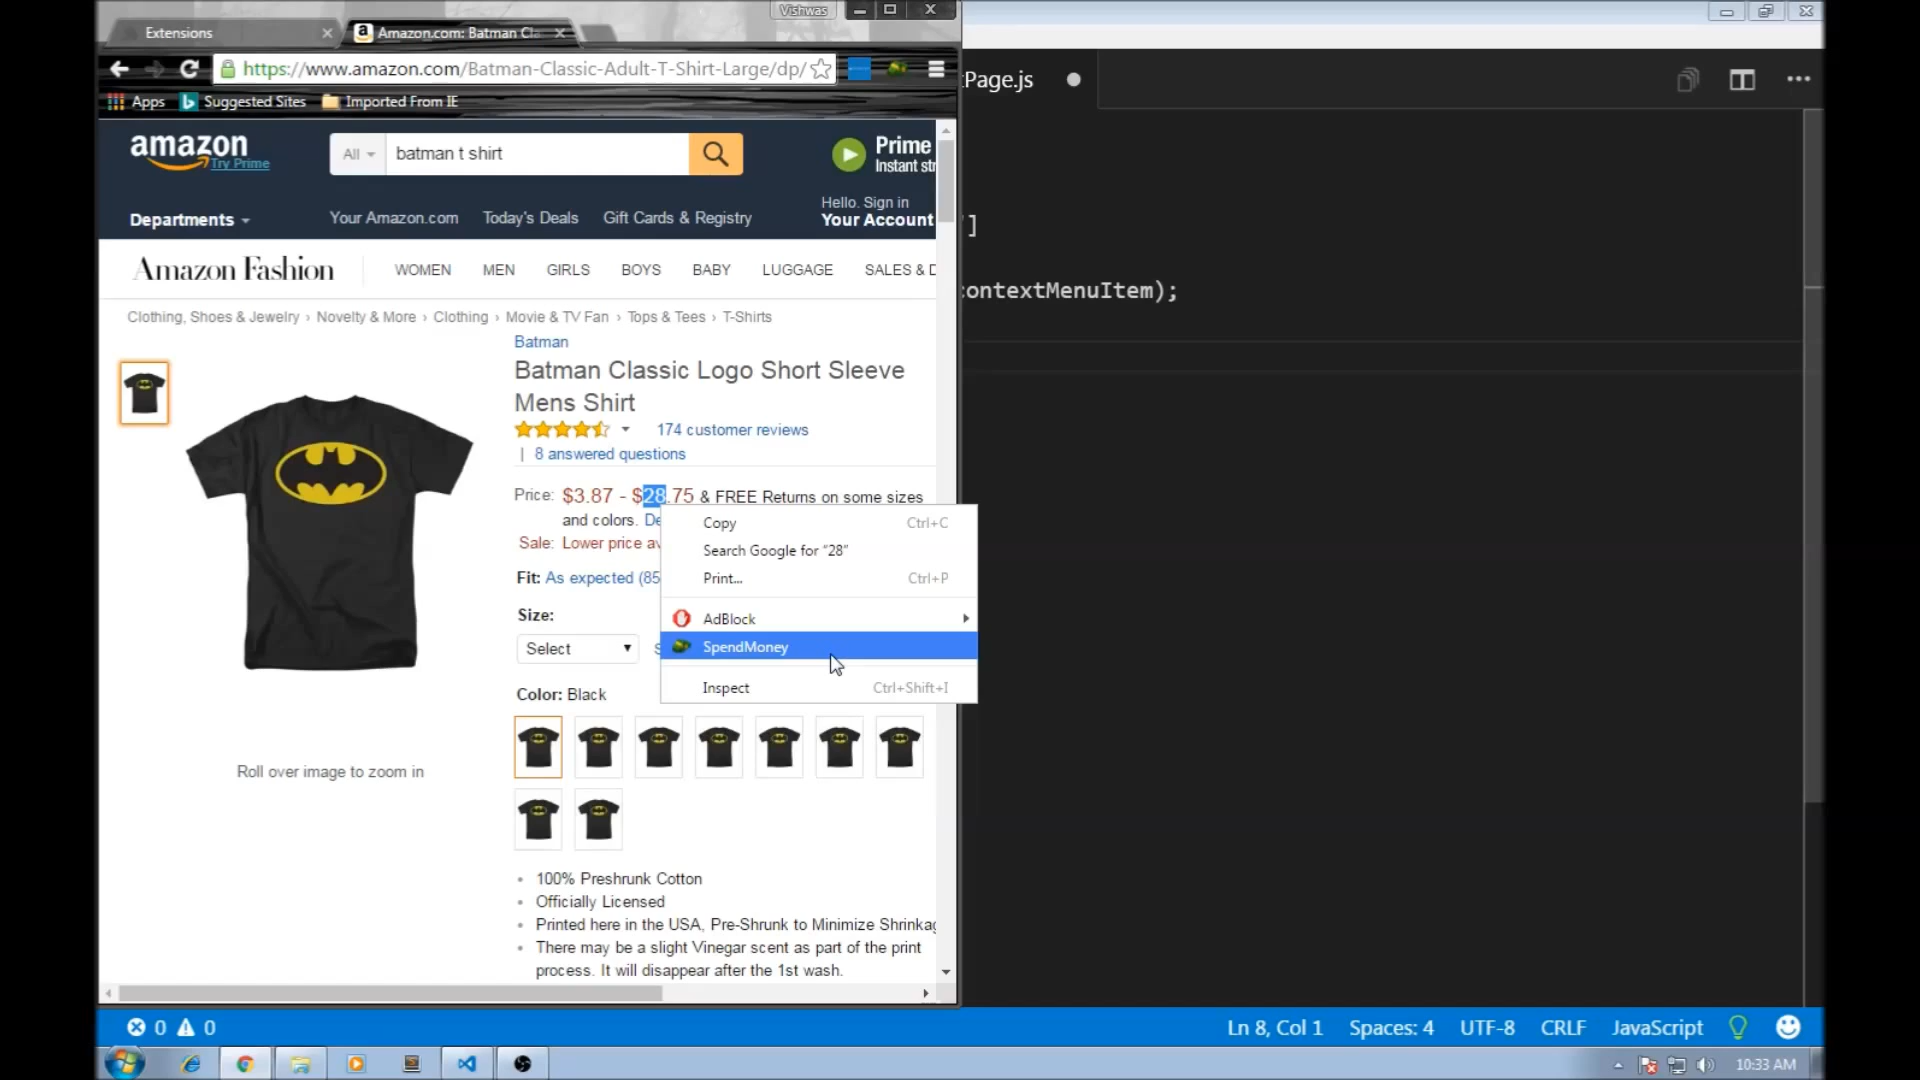 Vishwas
Extensions
Amazon.com: Batman Cl
https://www.amazon.com/Batman-Classic-Adult-T-Shirt-Large/dp/
Apps
Suggested Sites
Imported From IE
amazon
Try Prime
All
batman t shirt
Prime
Instant str
Departments
Your Amazon.com
Today's Deals
Gift Cards & Registry
Hello. Sign in
Your Account
Amazon Fashion
WOMEN
MEN
GIRLS
BOYS
BABY
LUGGAGE
SALES & D
Clothing, Shoes & Jewelry › Novelty & More › Clothing › Movie & TV Fan › Tops & Tees › T-Shirts
Batman
Batman Classic Logo Short Sleeve
Mens Shirt
174 customer reviews
| 8 answered questions
Price: $3.87 - $28.75 & FREE Returns on some sizes
and colors. De
Sale: Lower price av
Fit: As expected (85
Size:
Select
Color: Black
Roll over image to zoom in
• 100% Preshrunk Cotton
• Officially Licensed
• Printed here in the USA, Pre-Shrunk to Minimize Shrinkag
• There may be a slight Vinegar scent as part of the print
process. It will disappear after the 1st wash.
Copy Ctrl+C
Search Google for “28”
Print... Ctrl+P
AdBlock
SpendMoney
Inspect Ctrl+Shift+I
tPage.js
"]
contextMenuItem);
0 0
Ln 8, Col 1
Spaces: 4
UTF-8
CRLF
JavaScript
10:33 AM